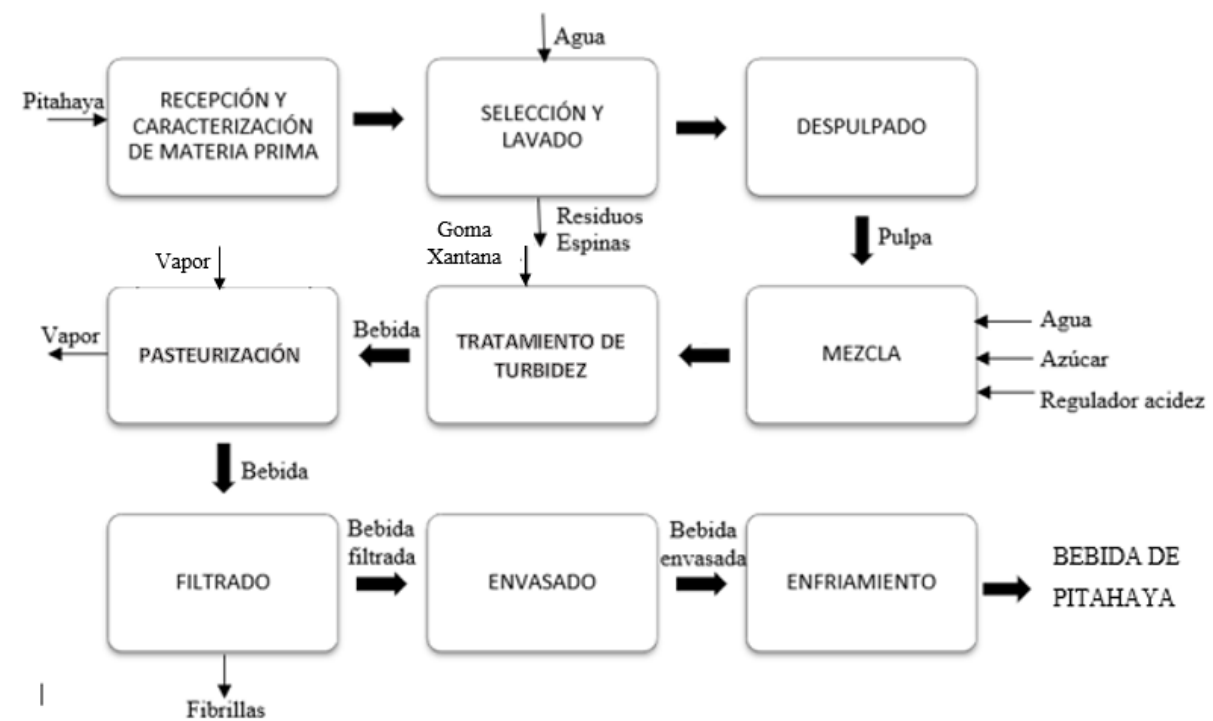 Agua
Pitahaya
RECEPCIÓN Y
CARACTERIZACIÓN
DE MATERIA PRIMA
SELECCIÓN Y
LAVADO
DESPULPADO
Residuos
Espinas
Pulpa
Goma
Xantana
Vapor
Vapor
PASTEURIZACIÓN
Bebida
TRATAMIENTO DE
TURBIDEZ
MEZCLA
Agua
Azúcar
Regulador acidez
Bebida
FILTRADO
Bebida
filtrada
ENVASADO
Bebida
envasada
ENFRIAMIENTO
BEBIDA DE
PITAHAYA
Fibrillas